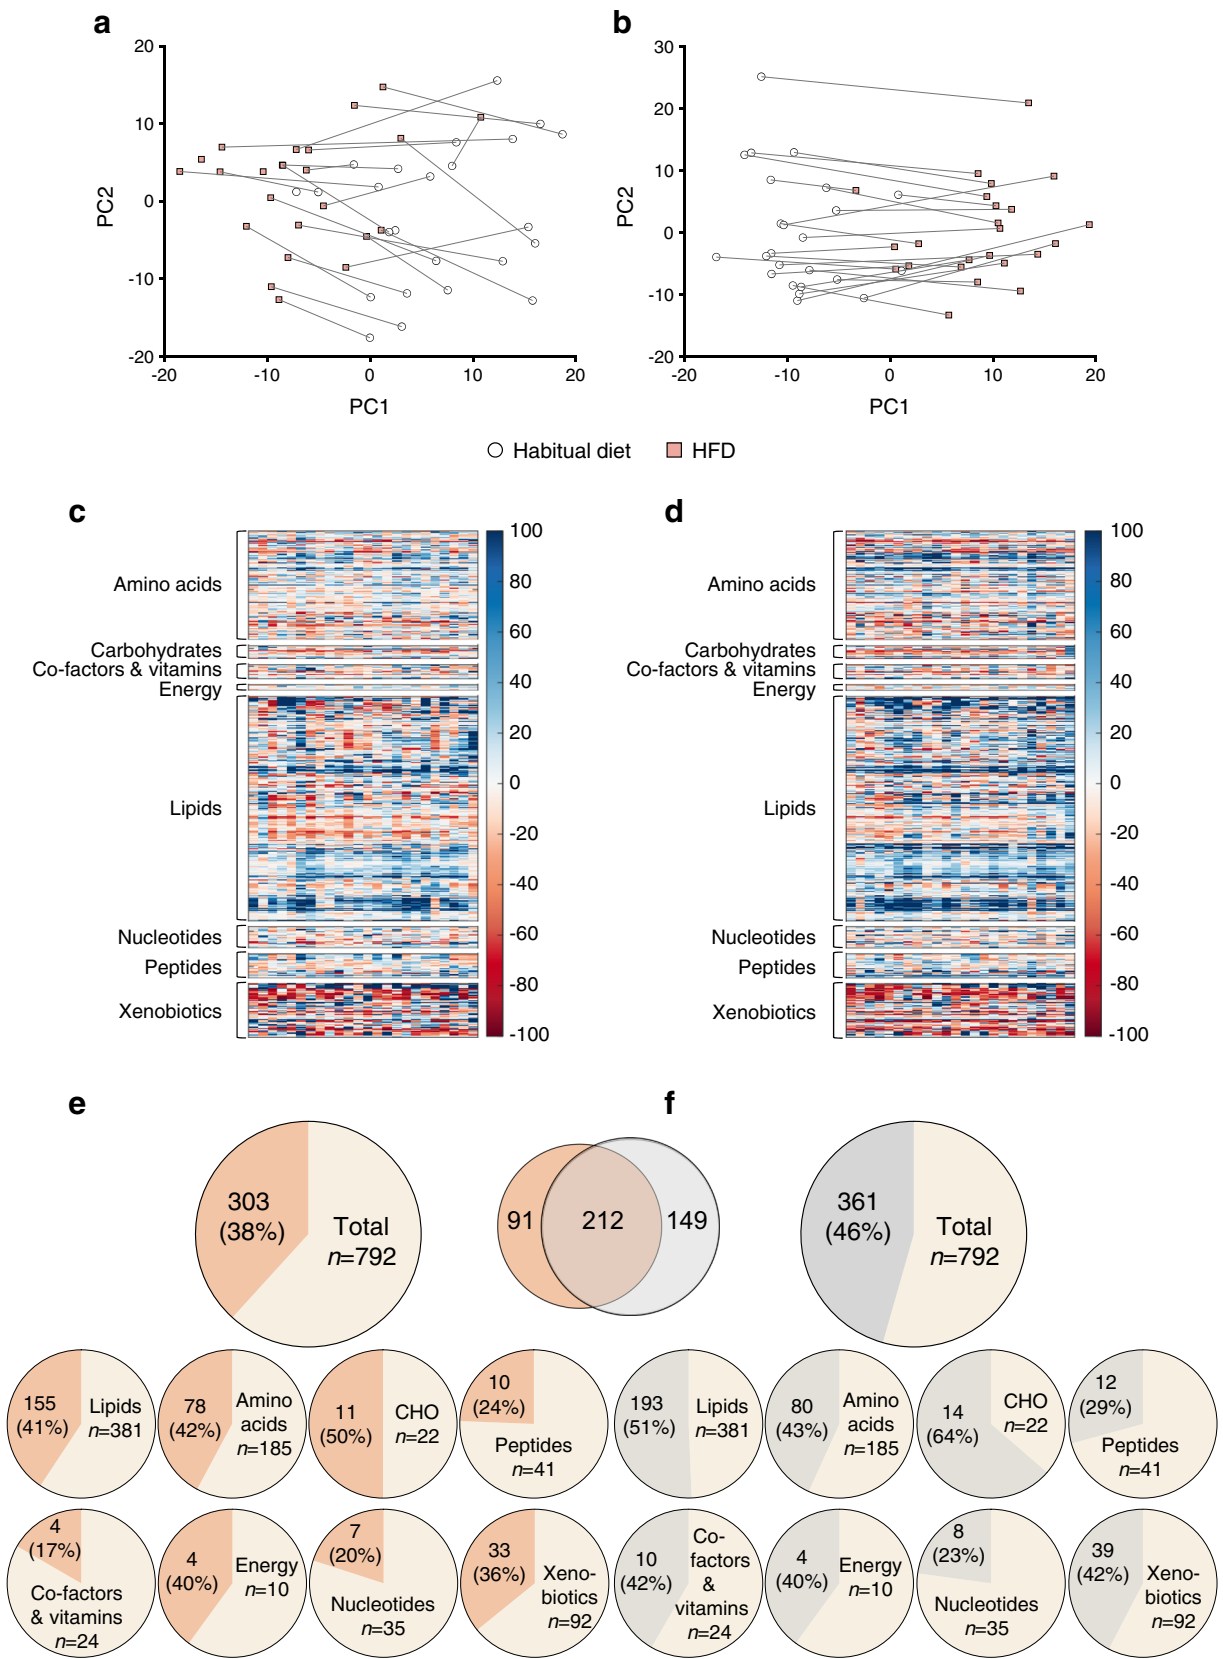 a
b
20
10
0
-10
-20
PC2
-20
-10
0
10
20
PC1
30
20
10
0
-10
-20
PC2
-20
-10
0
10
20
PC1
Habitual diet
HFD
c
d
Amino acids
Carbohydrates
Co-factors & vitamins
Energy
Lipids
Nucleotides
Peptides
Xenobiotics
100
80
60
40
20
0
-20
-40
-60
-80
-100
Amino acids
Carbohydrates
Co-factors & vitamins
Energy
Lipids
Nucleotides
Peptides
Xenobiotics
100
80
60
40
20
0
-20
-40
-60
-80
-100
e
f
303
(38%)
Total
n=792
91
212
149
361
(46%)
Total
n=792
155
(41%)
Lipids
n=381
78
(42%)
Amino
acids
n=185
11
(50%)
CHO
n=22
10
(24%)
Peptides
n=41
193
(51%)
Lipids
n=381
80
(43%)
Amino
acids
n=185
14
(64%)
CHO
n=22
12
(29%)
Peptides
n=41
4
(17%)
Co-factors
& vitamins
n=24
4
(40%)
Energy
n=10
7
(20%)
Nucleotides
n=35
33
(36%)
Xeno-
biotics
n=92
10
(42%)
Co-
factors
&
vitamins
n=24
4
(40%)
Energy
n=10
8
(23%)
Nucleotides
n=35
39
(42%)
Xeno-
biotics
n=92